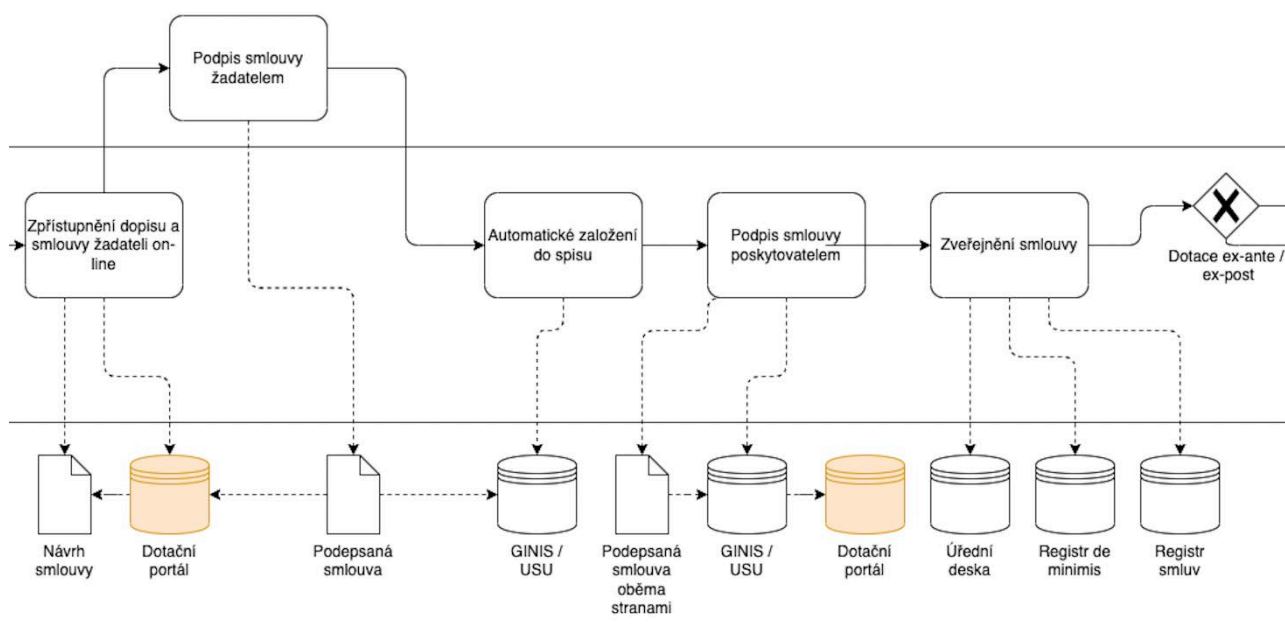 Podpis smlouvy
žadatelem
Zpřístupnění dopisu a
smlouvy žadateli on-
line
Automatické založení
do spisu
Podpis smlouvy
poskytovatelem
Zveřejnění smlouvy
Dotace ex-ante /
ex-post
Návrh
smlouvy
Dotační
portál
Podepsaná
smlouva
GINIS /
USU
Podepsaná
smlouva
oběma
stranami
GINIS /
USU
Dotační
portál
Úřední
deska
Registr de
minimis
Registr
smluv